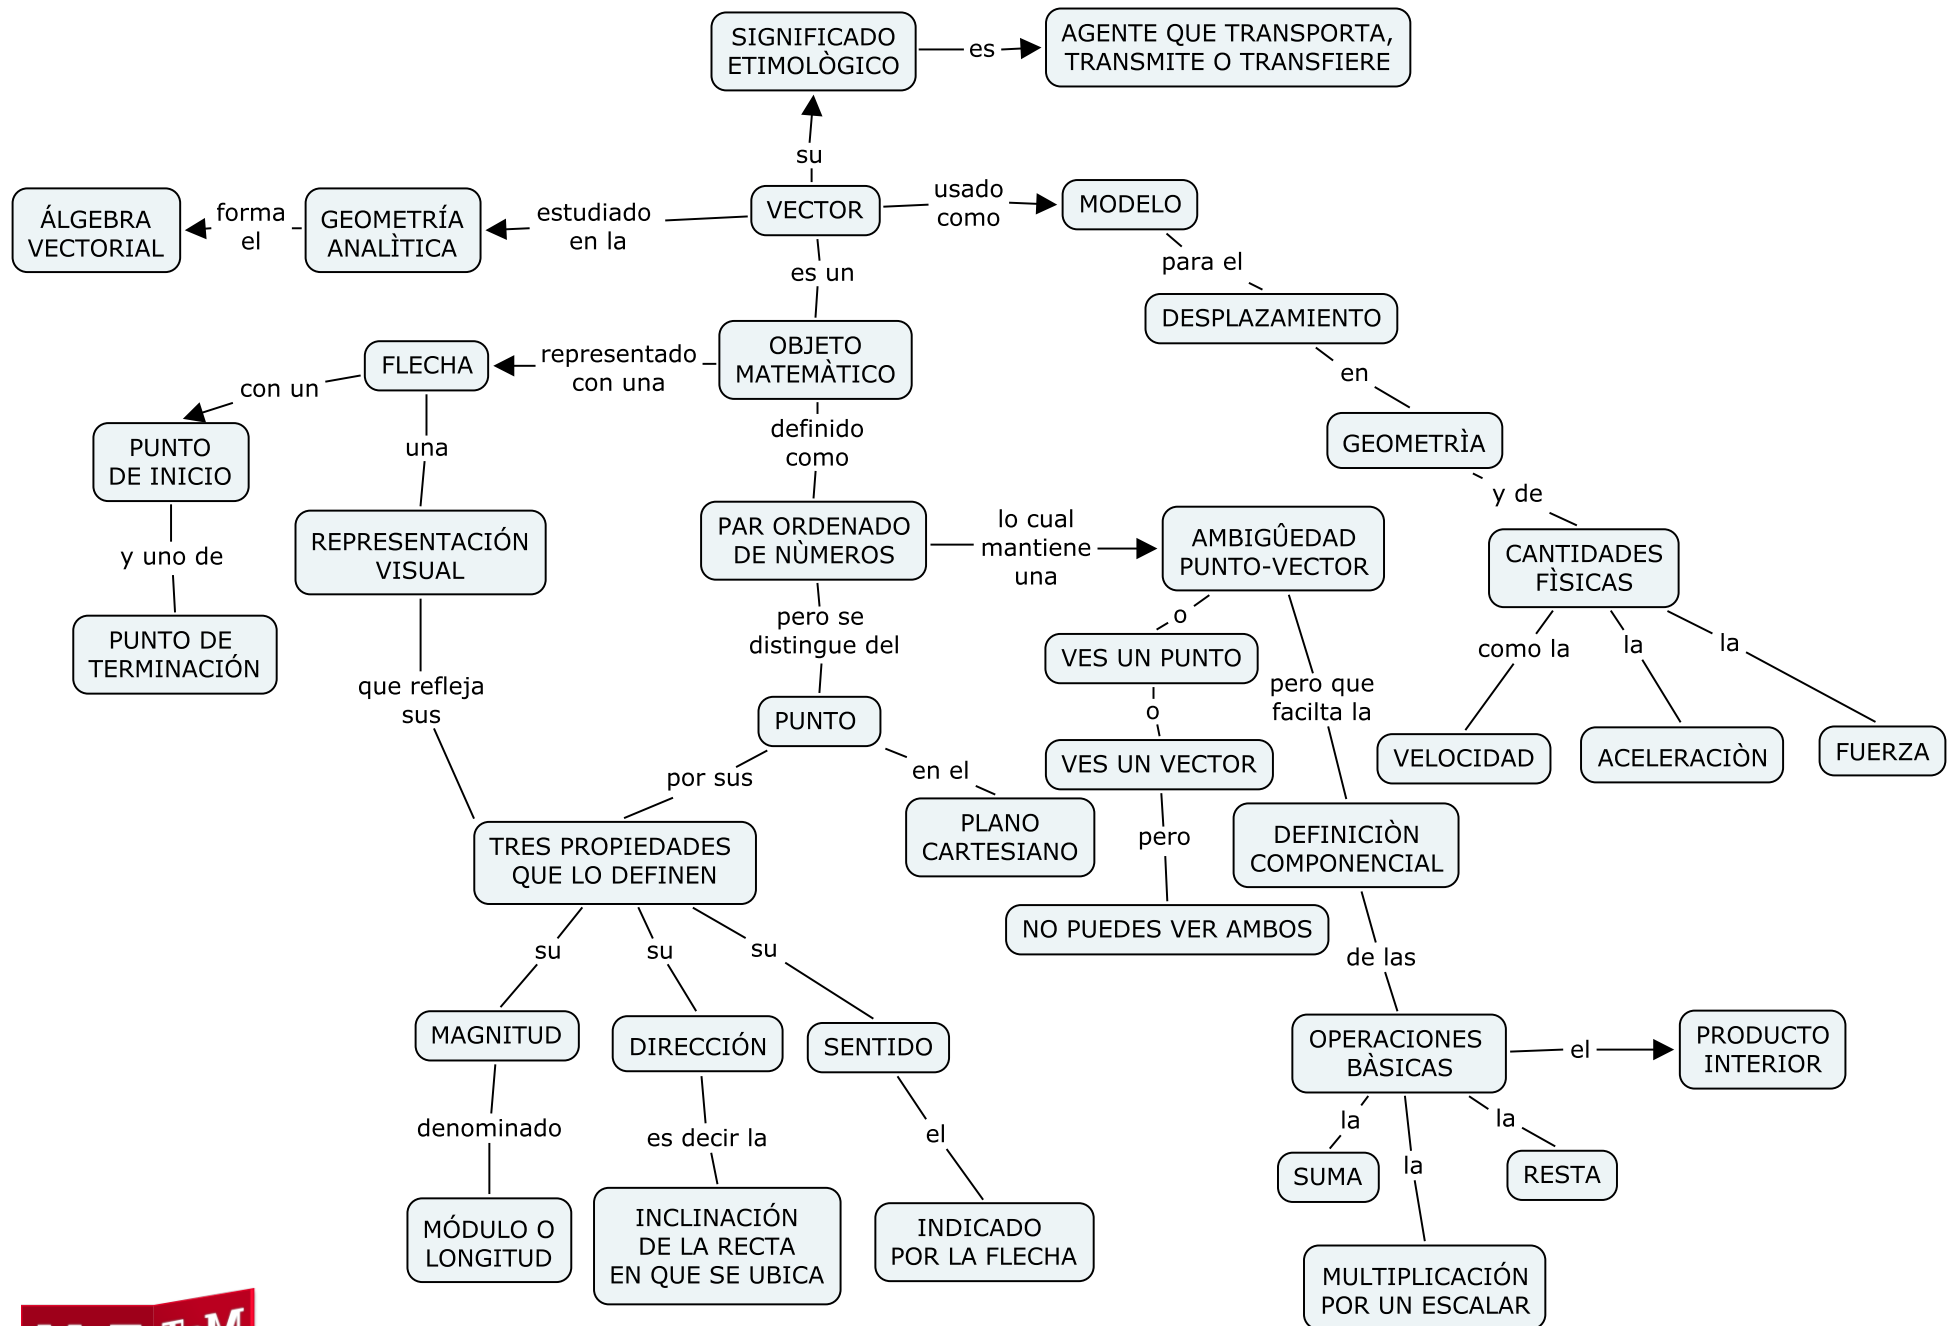 SIGNIFICADO
ETIMOLÒGICO
es
AGENTE QUE TRANSPORTA,
TRANSMITE O TRANSFIERE
su
ÁLGEBRA
VECTORIAL
forma
el
GEOMETRÍA
ANALÌTICA
estudiado
en la
VECTOR
usado
como
MODELO
es un
para el
DESPLAZAMIENTO
OBJETO
MATEMÀTICO
representado
con una
FLECHA
con un
en
PUNTO
DE INICIO
una
definido
como
GEOMETRÌA
y uno de
REPRESENTACIÓN
VISUAL
PAR ORDENADO
DE NÙMEROS
lo cual
mantiene
una
AMBIGÛEDAD
PUNTO-VECTOR
y de
CANTIDADES
FÌSICAS
PUNTO DE
TERMINACIÓN
que refleja
sus
pero se
distingue del
o
VES UN PUNTO
o
VES UN VECTOR
pero
NO PUEDES VER AMBOS
pero que
facilta la
como la
la
la
VELOCIDAD
ACELERACIÒN
FUERZA
PUNTO
por sus
en el
PLANO
CARTESIANO
TRES PROPIEDADES
QUE LO DEFINEN
DEFINICIÒN
COMPONENCIAL
su
su
su
de las
MAGNITUD
DIRECCIÓN
SENTIDO
OPERACIONES
BÀSICAS
el
PRODUCTO
INTERIOR
denominado
es decir la
el
la
la
la
SUMA
RESTA
MÓDULO O
LONGITUD
INCLINACIÓN
DE LA RECTA
EN QUE SE UBICA
INDICADO
POR LA FLECHA
MULTIPLICACIÓN
POR UN ESCALAR